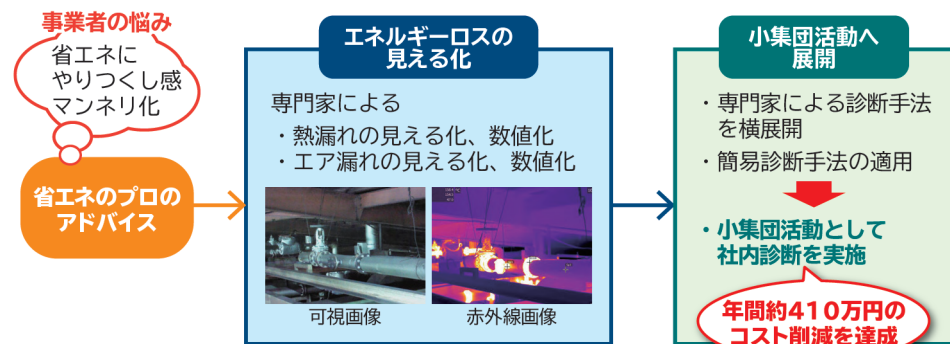 事業者の悩み
省エネに
やりつくし感
マンネリ化
省エネのプロの
アドバイス
エネルギーロスの
見える化
専門家による
・熱漏れの見える化、数値化
・エア漏れの見える化、数値化
可視画像
赤外線画像
小集団活動へ
展開
・専門家による診断手法
を横展開
・簡易診断手法の適用
・小集団活動として
社内診断を実施
年間約410万円の
コスト削減を達成